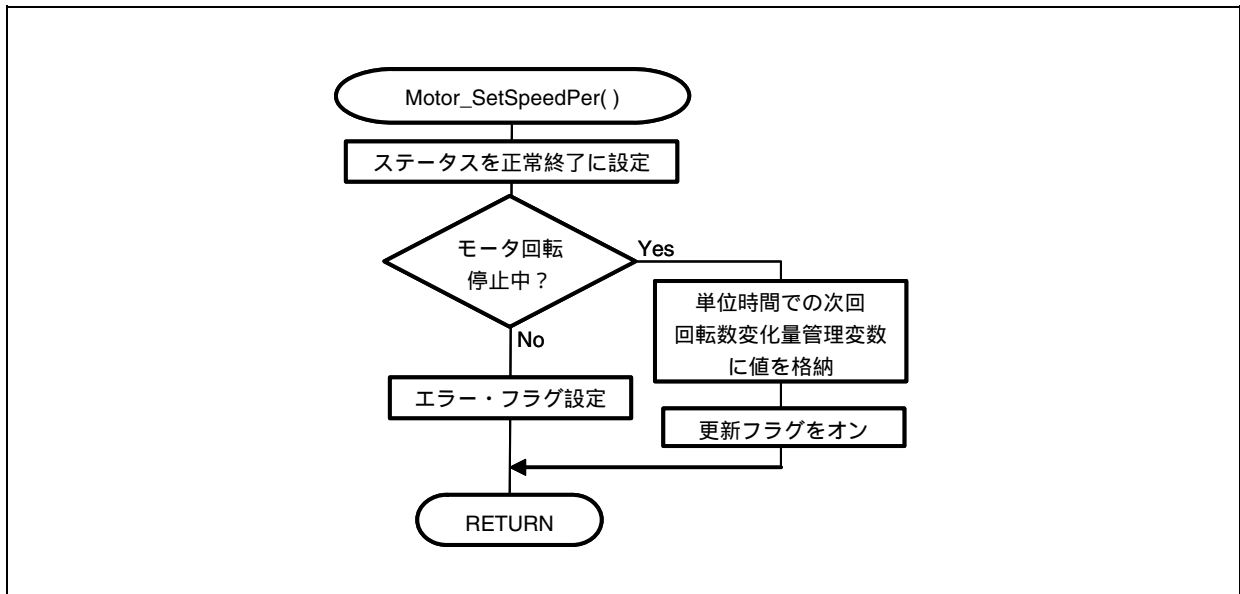 Motor_SetSpeedPer( )
ステータスを正常終了に設定
モータ回転
停止中？
Yes
単位時間での次回
回転数変化量管理変数
に値を格納
No
エラー・フラグ設定
更新フラグをオン
RETURN